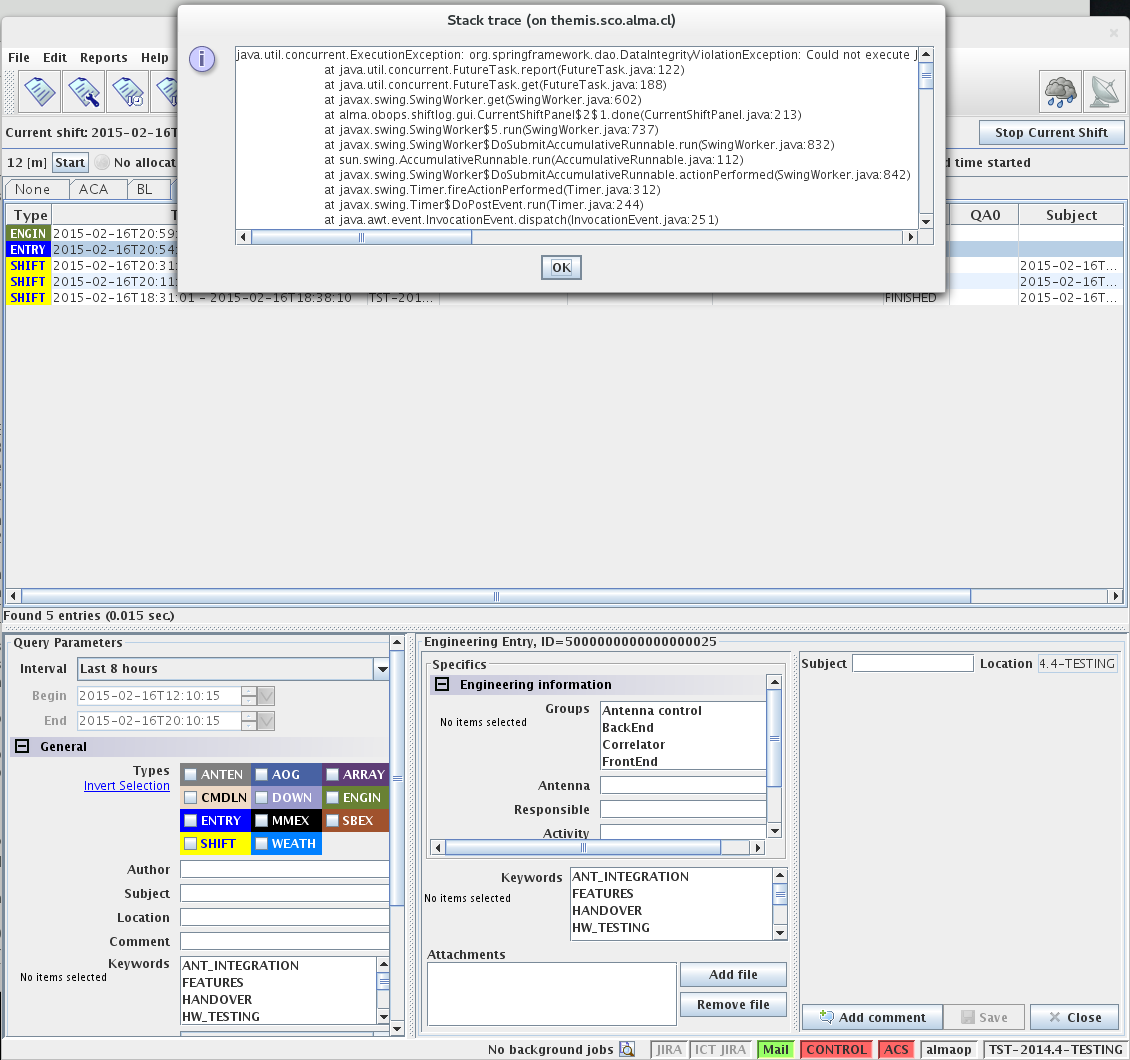 Stack trace (on themis.sco.alma.cl)
java.util.concurrent.ExecutionException: org.springframework.dao.DataIntegrityViolationException: Could not execute
at java.util.concurrent.FutureTask.report(FutureTask.java:122)
at java.util.concurrent.FutureTask.get(FutureTask.java:188)
at javax.swing.SwingWorker.get(SwingWorker.java:602)
at alma.obops.shiftlog.gui.CurrentShiftPanel$2$1.done(CurrentShiftPanel.java:213)
at javax.swing.SwingWorker$5.run(SwingWorker.java:737)
at javax.swing.SwingWorker$DoSubmitAccumulativeRunnable.run(SwingWorker.java:832)
at sun.swing.AccumulativeRunnable.run(AccumulativeRunnable.java:112)
at javax.swing.SwingWorker$DoSubmitAccumulativeRunnable.actionPerformed(SwingWorker.java:842)
at javax.swing.Timer.fireActionPerformed(Timer.java:312)
at javax.swing.Timer$DoPostEvent.run(Timer.java:244)
at java.awt.event.InvocationEvent.dispatch(InvocationEvent.java:251)
OK
File Edit Reports Help
Current shift: 2015-02-16T
Stop Current Shift
12 [m] Start No allocat
d time started
None ACA BL
Type T QA0 Subject
ENGIN 2015-02-16T20:59:
ENTRY 2015-02-16T20:54:
SHIFT 2015-02-16T20:31: 2015-02-16T...
SHIFT 2015-02-16T20:11: 2015-02-16T...
SHIFT 2015-02-16T18:31:01 - 2015-02-16T18:38:10 TST-201... FINISHED 2015-02-16T...
Found 5 entries (0.015 sec.)
Query Parameters
Interval Last 8 hours
Begin 2015-02-16T12:10:15
End 2015-02-16T20:10:15
General
Types
Invert Selection
ANTEN AOG ARRAY
CMDLN DOWN ENGIN
ENTRY MMEX SBEX
SHIFT WEATH
Author
Subject
Location
Comment
Keywords
No items selected
ANT_INTEGRATION
FEATURES
HANDOVER
HW_TESTING
Engineering Entry, ID=5000000000000000025
Specifics
Engineering information
Groups
No items selected
Antenna control
BackEnd
Correlator
FrontEnd
Antenna
Responsible
Activity
Keywords
No items selected
ANT_INTEGRATION
FEATURES
HANDOVER
HW_TESTING
Attachments
Add file
Remove file
Subject Location 4.4-TESTING
Add comment Save Close
No background jobs JIRA ICT JIRA Mail CONTROL ACS almaop TST-2014.4-TESTING